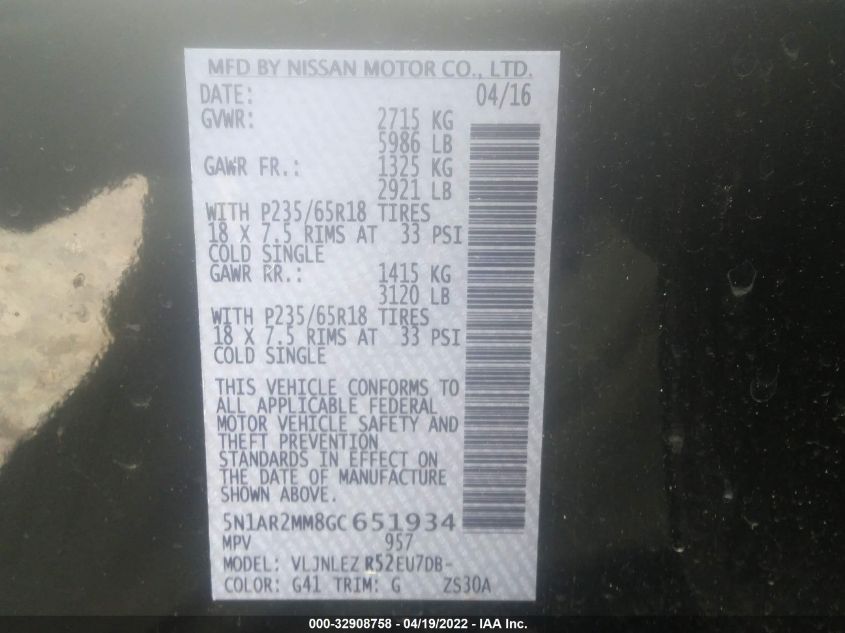 MFD BY NISSAN MOTOR CO., LTD.
DATE: 04/16
GVWR: 2715 KG
5986 LB
GAWR FR.: 1325 KG
2921 LB
WITH P235/65R18 TIRES
18 X 7.5 RIMS AT 33 PSI
COLD SINGLE
GAWR RR.: 1415 KG
3120 LB
WITH P235/65R18 TIRES
18 X 7.5 RIMS AT 33 PSI
COLD SINGLE
THIS VEHICLE CONFORMS TO
ALL APPLICABLE FEDERAL
MOTOR VEHICLE SAFETY AND
THEFT PREVENTION
STANDARDS IN EFFECT ON
THE DATE OF MANUFACTURE
SHOWN ABOVE.
5N1AR2MM8GC651934
MPV 957
MODEL: VLJNLEZ R52EU7DB-
COLOR: G41 TRIM: G ZS30A
000-32908758 - 04/19/2022 - IAA Inc.